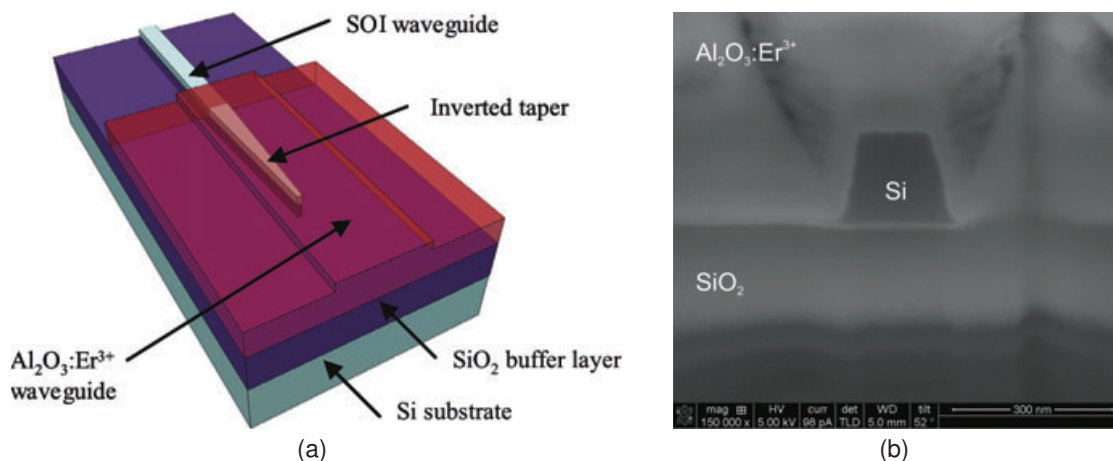 SOI waveguide
Inverted taper
Al₂O₃:Er³⁺
waveguide
SiO₂ buffer layer
Si substrate
(a)
Al₂O₃:Er³⁺
Si
SiO₂
mag HV curr det WD tilt
150 000 x 5.00 kV 98 pA TLD 5.0 mm 52° 300 nm
(b)